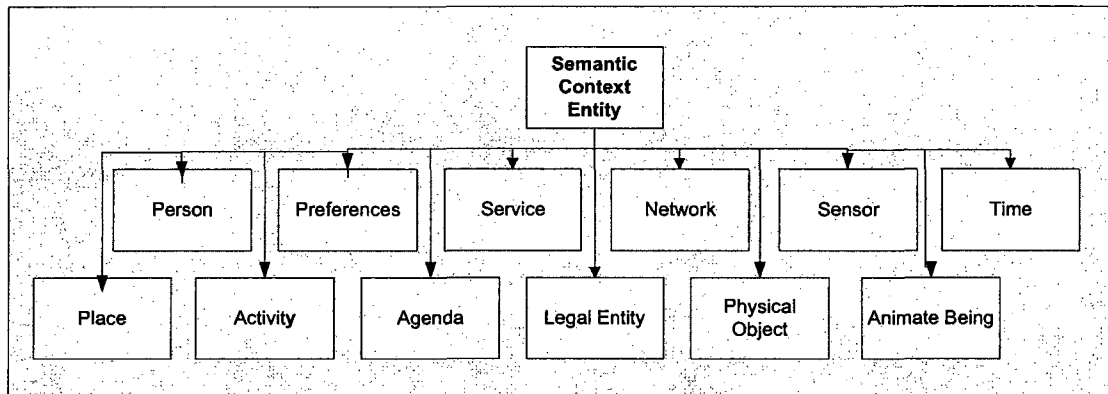 Semantic
Context
Entity
Person
Preferences
Service
Network
Sensor
Time
Place
Activity
Agenda
Legal Entity
Physical
Object
Animate Being